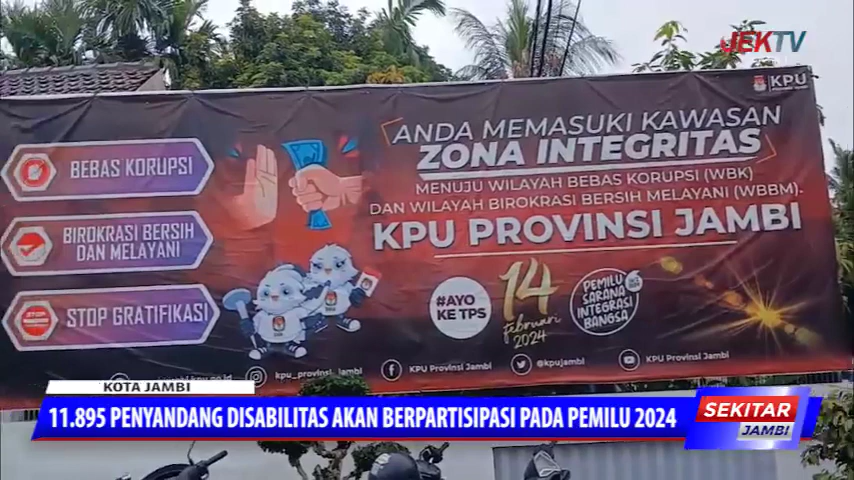 JEKTV
KPU
ANDA MEMASUKI KAWASAN
ZONA INTEGRITAS
MENUJU WILAYAH BEBAS KORUPSI (WBK)
DAN WILAYAH BIROKRASI BERSIH MELAYANI (WBBM).
KPU PROVINSI JAMBI
BEBAS KORUPSI
BIROKRASI BERSIH
DAN MELAYANI
STOP GRATIFIKASI
#AYO
KE TPS
14
Februari
2024
PEMILU
SARANA
INTEGRASI
BANGSA
kpu_provinsi_jambi
KPU Provinsi Jambi
@kpujambi
KPU Provinsi Jambi
KOTA JAMBI
11.895 PENYANDANG DISABILITAS AKAN BERPARTISIPASI PADA PEMILU 2024
SEKITAR
JAMBI